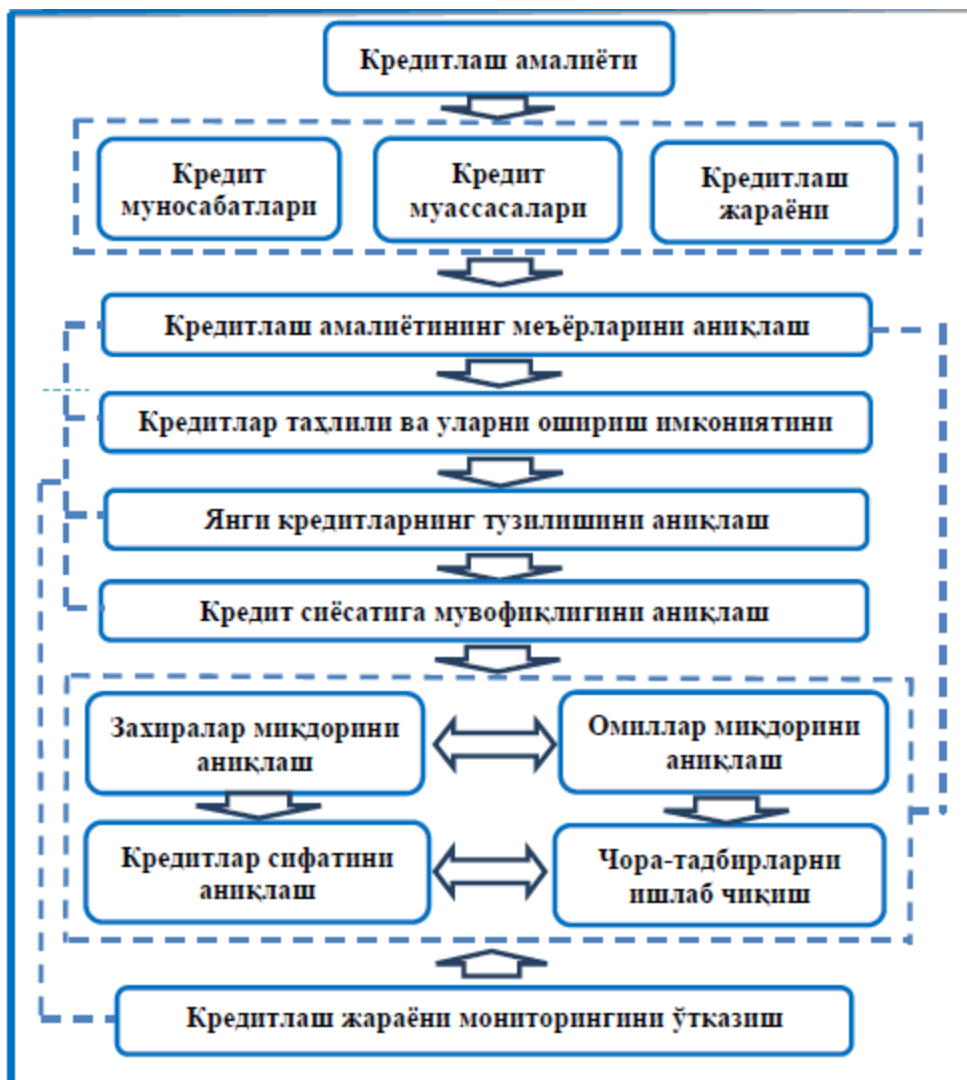 Кредитлаш амалиёти
Кредит
муносабатлари
Кредит
муассасалари
Кредитлаш
жараёни
Кредитлаш амалиётининг меъёрларини аниқлаш
Кредитлар таҳлили ва уларни ошириш имкониятини
Янги кредитларнинг тузилишини аниқлаш
Кредит сиёсатига мувофиқлигини аниқлаш
Захиралар миқдорини
аниқлаш
Омиллар миқдорини
аниқлаш
Кредитлар сифатини
аниқлаш
Чора-тадбирларни
ишлаб чиқиш
Кредитлаш жараёни мониторингини ўтказиш